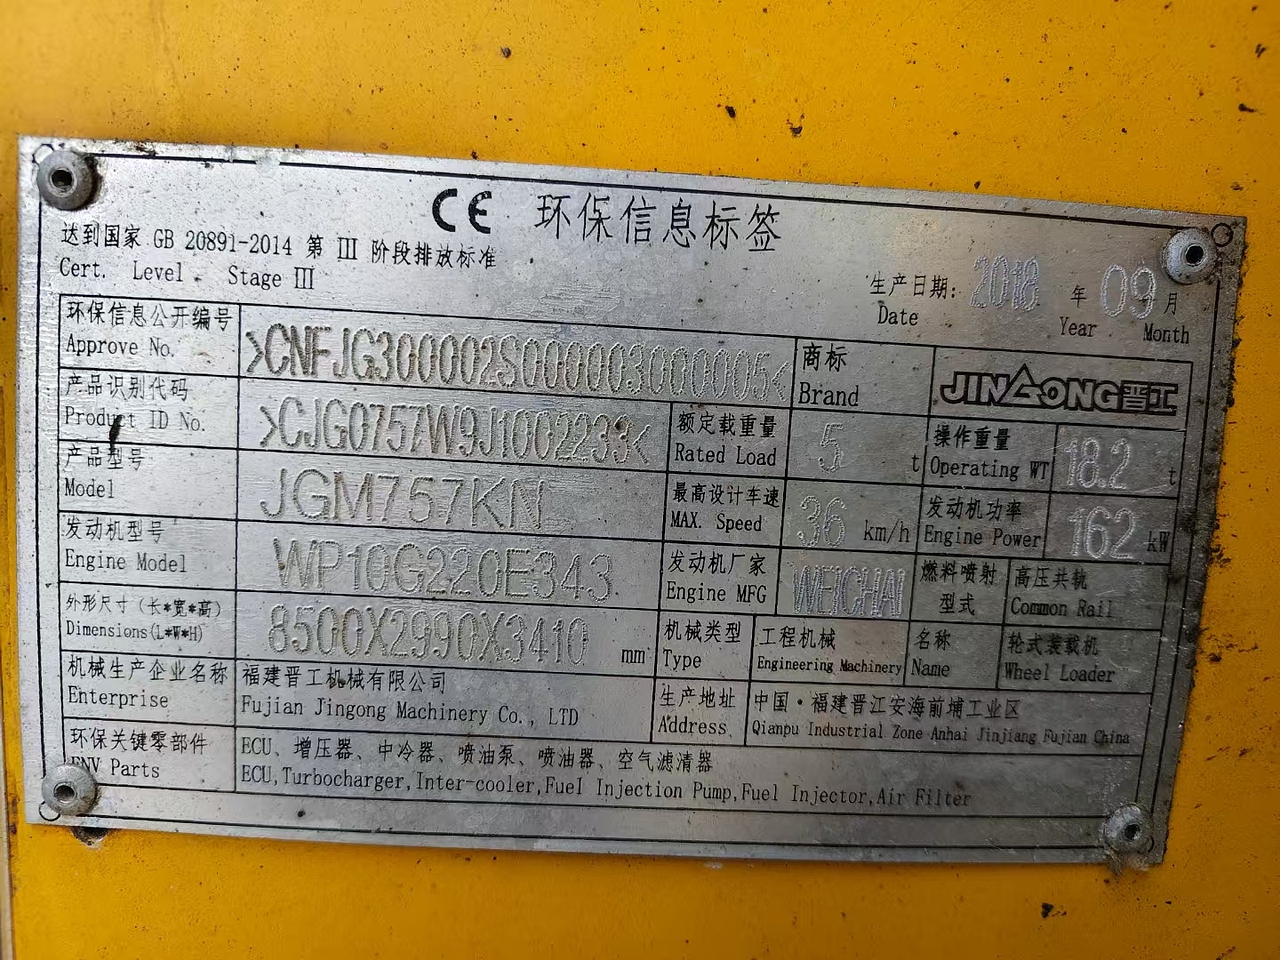 CE 环保信息标签
达到国家 GB 20891-2014 第 III 阶段排放标准
Cert. Level. Stage III
生产日期: 2018 年 09 月
Date Year Month
环保信息公开编号
Approve No.
>CNFJG300002S000003000005<
商标
Brand
JINGONG晋工
产品识别代码
Product ID No.
>CJG0757W9J1002233<
额定载重量
Rated Load
5 t
操作重量
Operating WT
18.2 t
产品型号
Model
JGM757KN
最高设计车速
MAX. Speed
36 km/h
发动机功率
Engine Power
162 kW
发动机型号
Engine Model
WP10G220E343
发动机厂家
Engine MFG
WEICHAI
燃料喷射
型式
高压共轨
Common Rail
外形尺寸(长*宽*高)
Dimensions(L*W*H)
8500X2990X3410 mm
机械类型
Type
工程机械
Engineering Machinery
名称
Name
轮式装载机
Wheel Loader
机械生产企业名称
Enterprise
福建晋工机械有限公司
Fujian Jingong Machinery Co., LTD
生产地址
Address
中国·福建晋江安海前埔工业区
Qianpu Industrial Zone Anhai Jinjiang Fujian China
环保关键零部件
ENV Parts
ECU、增压器、中冷器、喷油泵、喷油器、空气滤清器
ECU,Turbocharger,Inter-cooler,Fuel Injection Pump,Fuel Injector,Air Filter